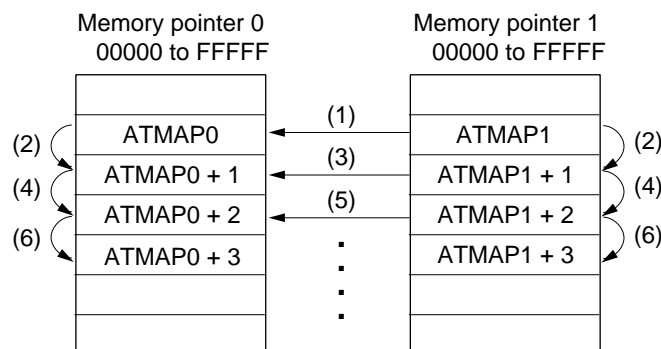 Memory pointer 0
00000 to FFFFF
Memory pointer 1
00000 to FFFFF
(1)
(2)
ATMAP0
ATMAP1
(2)
(3)
ATMAP0 + 1
ATMAP1 + 1
(4)
(4)
(5)
ATMAP0 + 2
ATMAP1 + 2
(6)
(6)
ATMAP0 + 3
ATMAP1 + 3